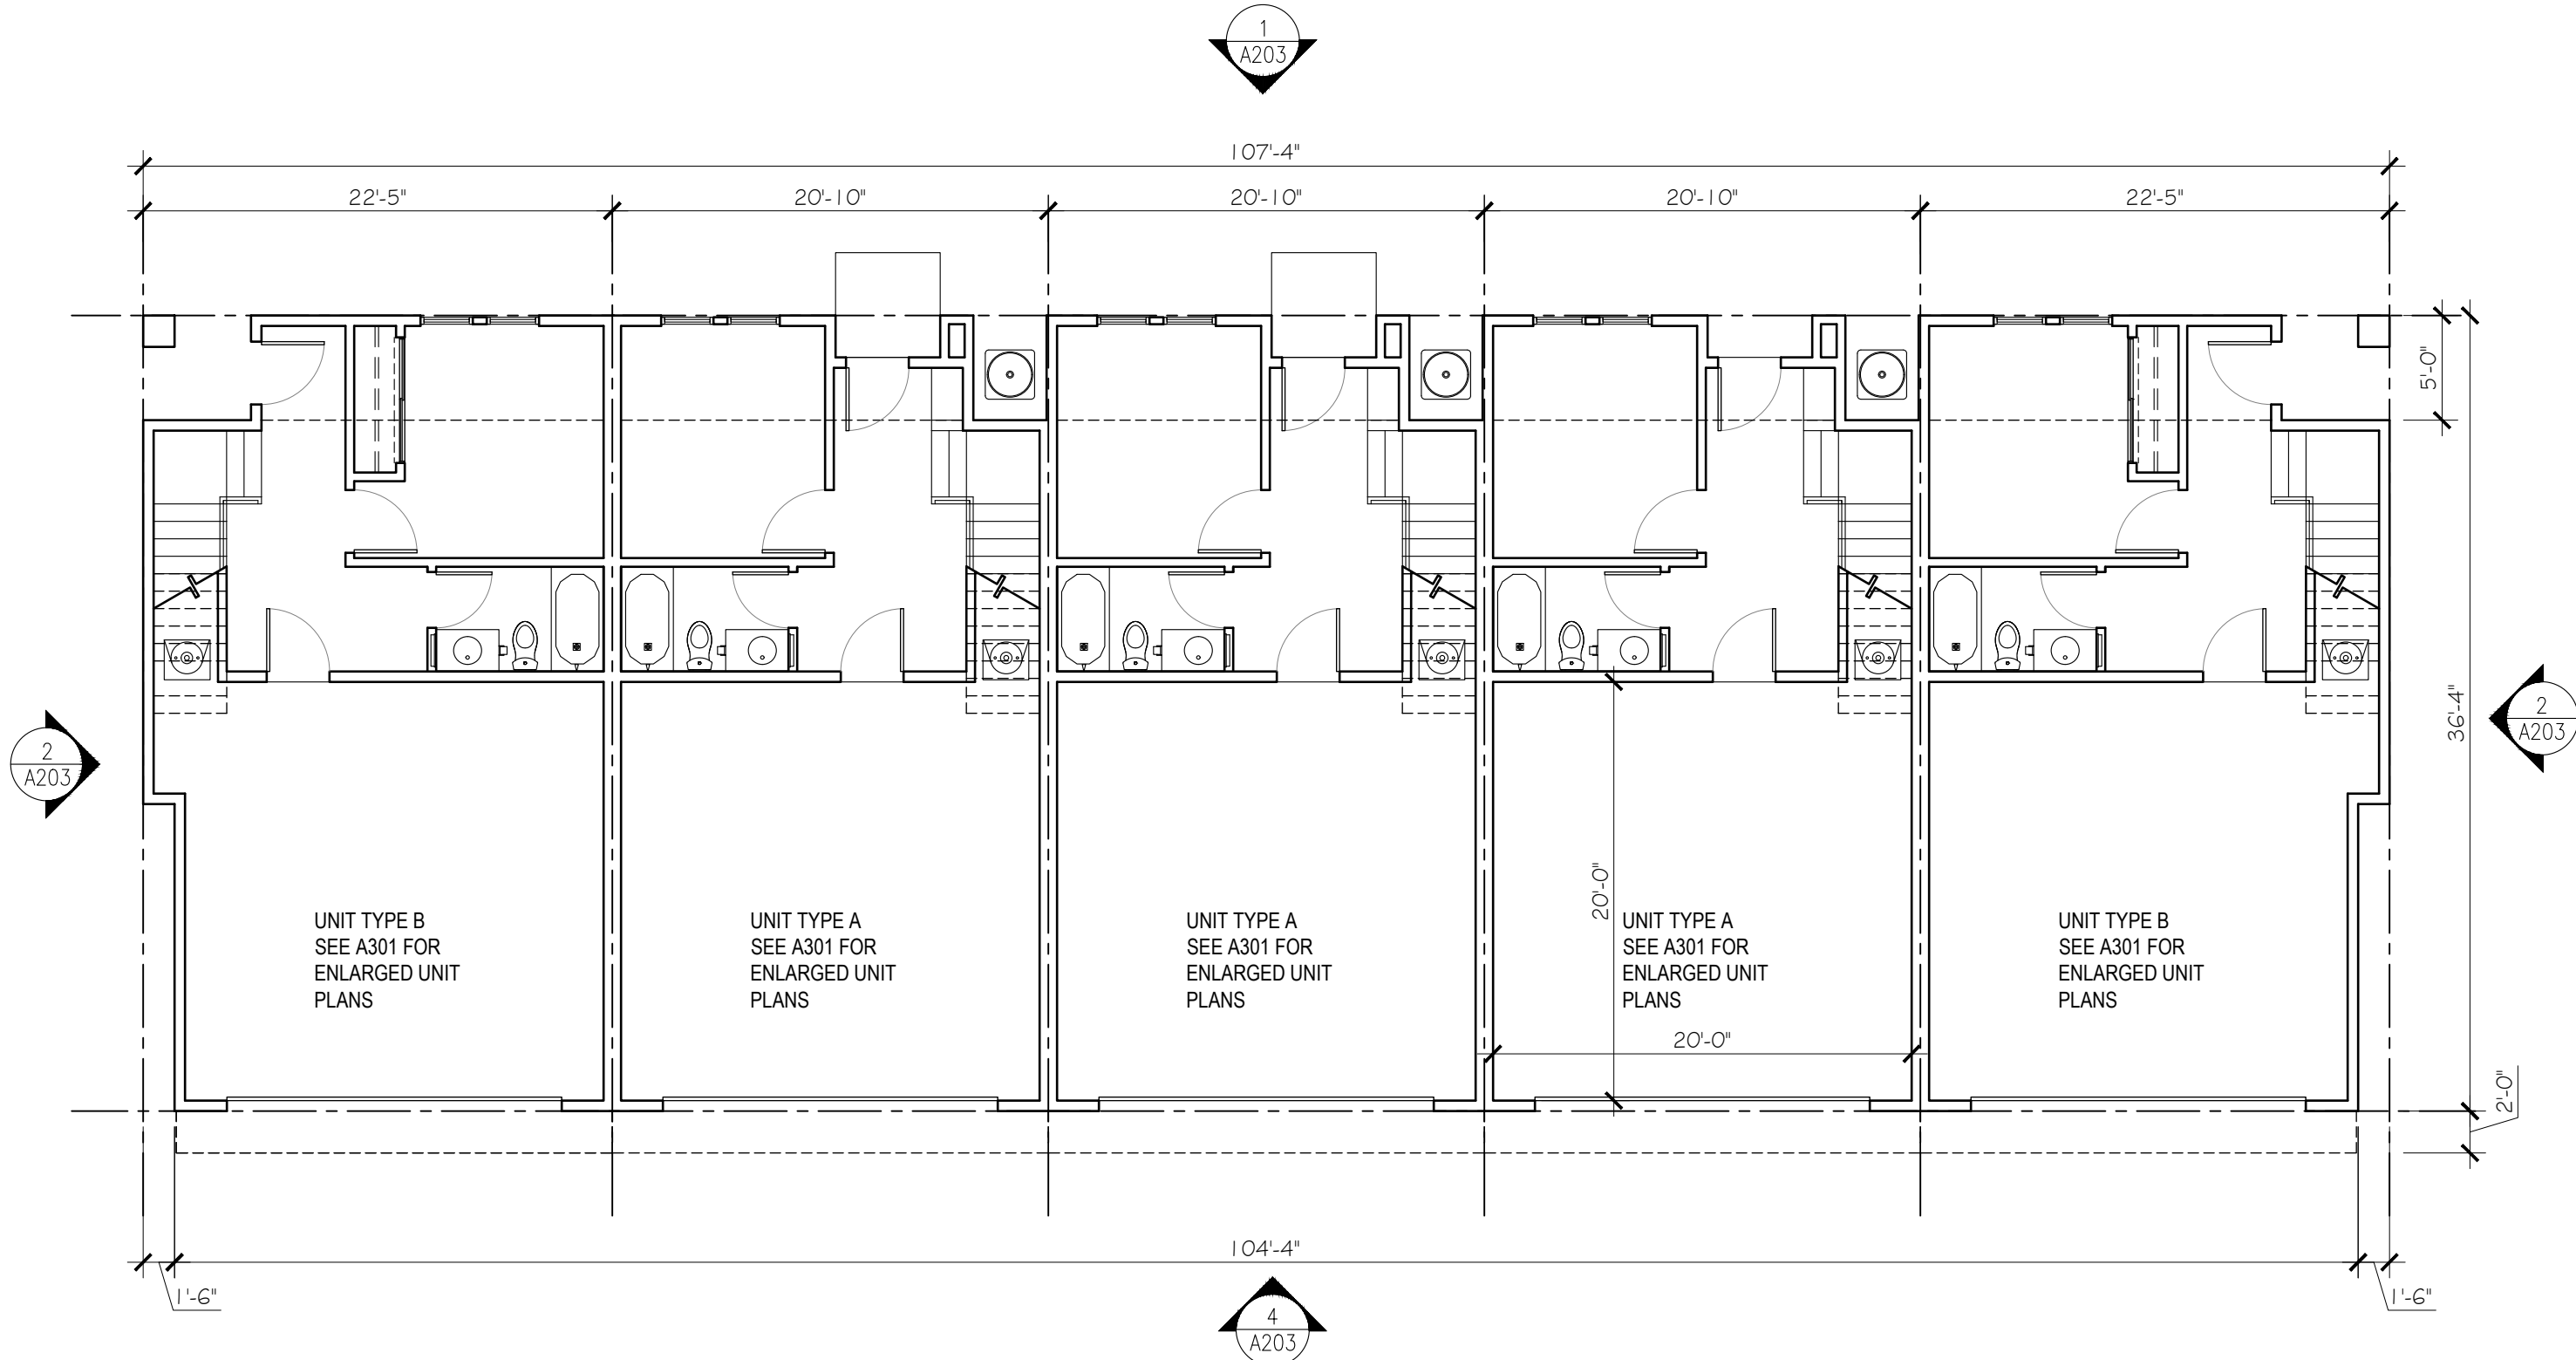 1
A203
107'-4"
22'-5"
20'-10"
20'-10"
20'-10"
22'-5"
5'-0"
36'-4"
2
A203
2
A203
20'-0"
UNIT TYPE B
SEE A301 FOR
ENLARGED UNIT
PLANS
UNIT TYPE A
SEE A301 FOR
ENLARGED UNIT
PLANS
UNIT TYPE A
SEE A301 FOR
ENLARGED UNIT
PLANS
UNIT TYPE A
SEE A301 FOR
ENLARGED UNIT
PLANS
UNIT TYPE B
SEE A301 FOR
ENLARGED UNIT
PLANS
20'-0"
2'-0"
104'-4"
1'-6"
1'-6"
4
A203